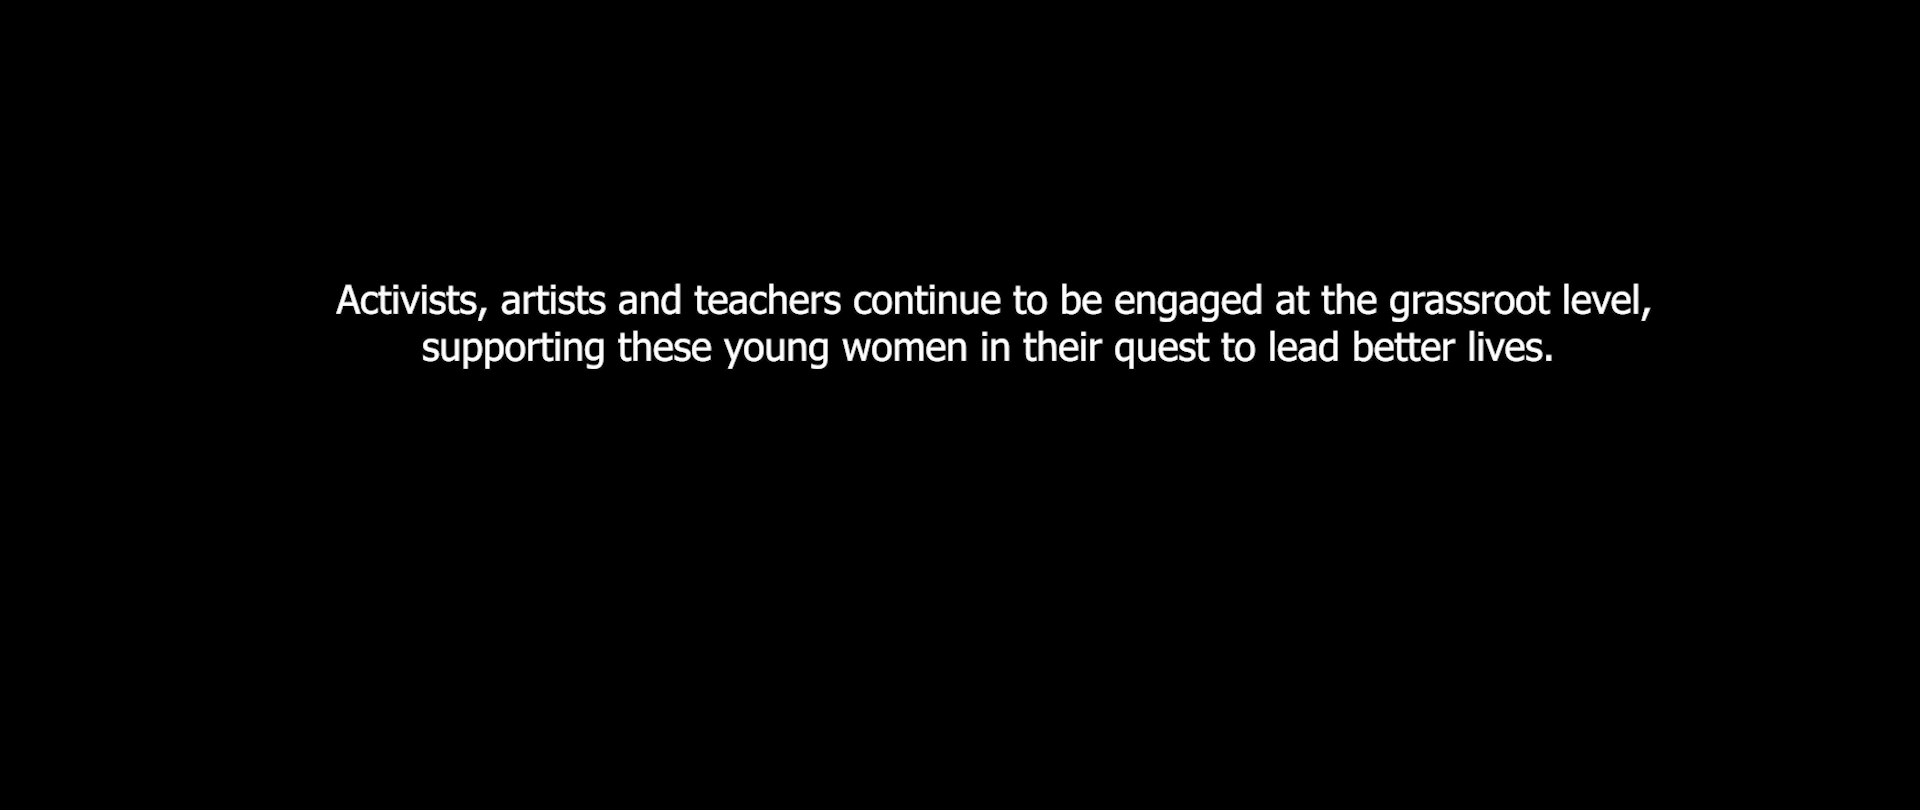 Activists, artists and teachers continue to be engaged at the grassroot level,
supporting these young women in their quest to lead better lives.